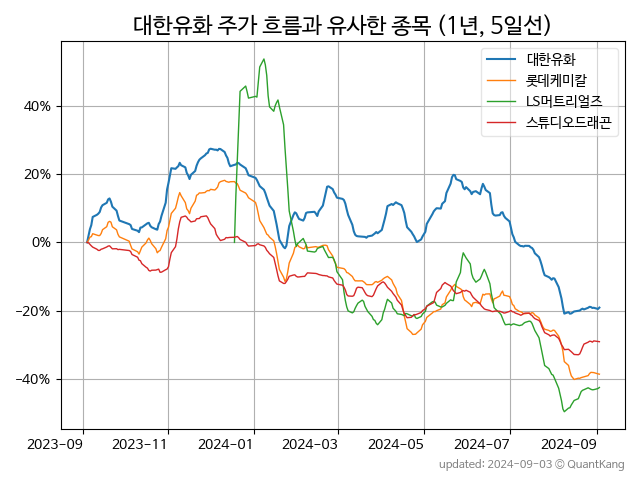 대한유화 주가 흐름과 유사한 종목 (1년, 5일선)
대한유화
롯데케미칼
LS머트리얼즈
스튜디오드래곤
40%
20%
0%
−20%
−40%
2023-09 2023-11 2024-01 2024-03 2024-05 2024-07 2024-09
updated: 2024-09-03 © QuantKang